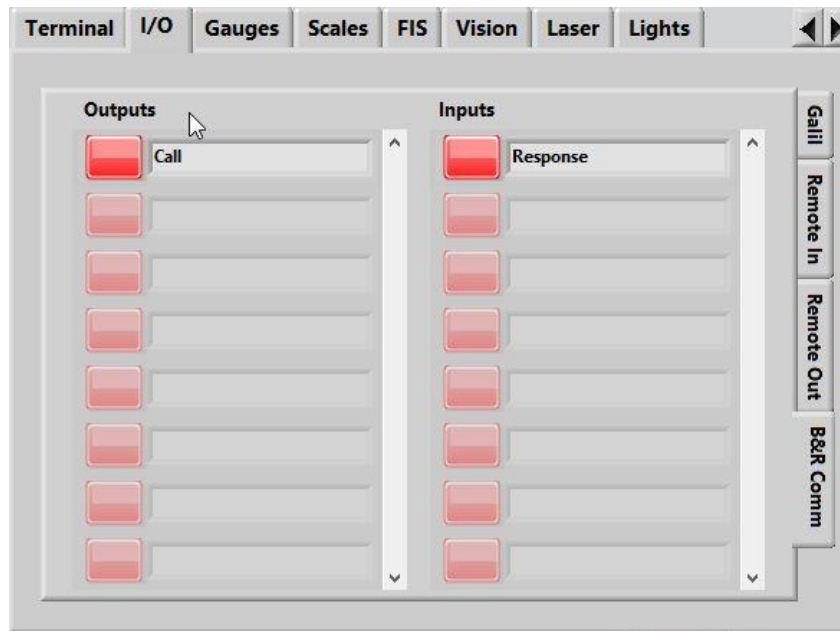 Terminal I/O Gauges Scales FIS Vision Laser Lights
Outputs Inputs
Call Response
Galil
Remote In
Remote Out
B&R Comm